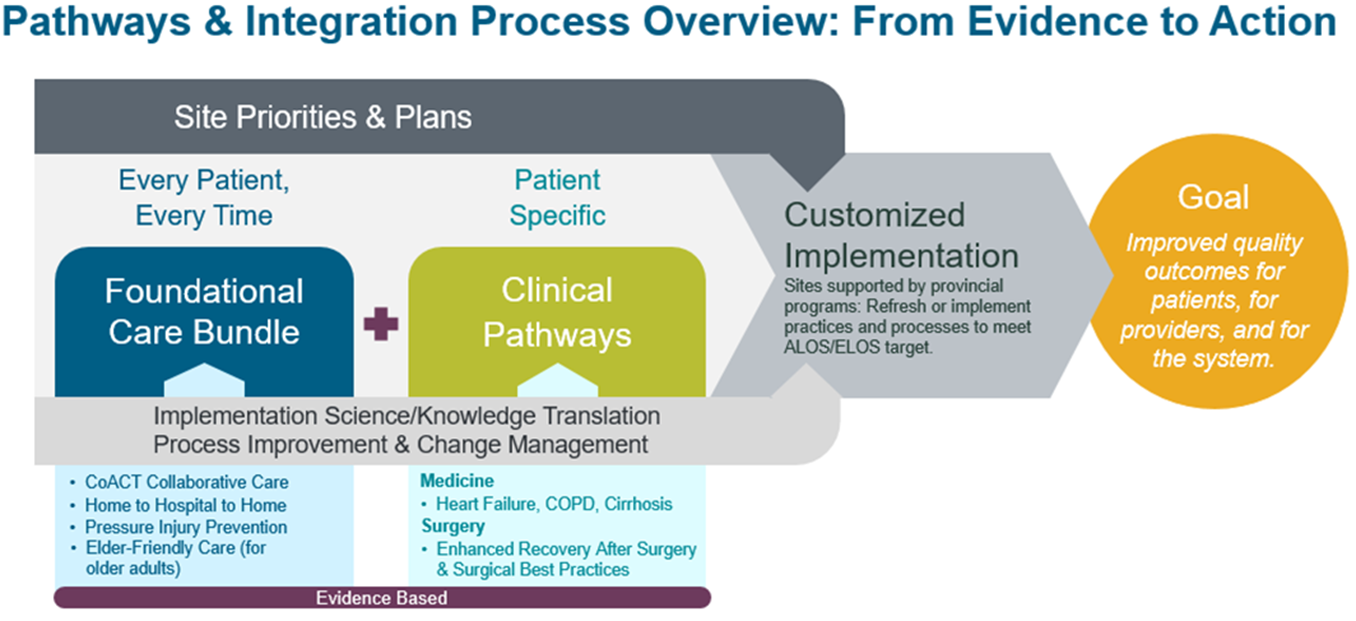 Pathways & Integration Process Overview: From Evidence to Action
Site Priorities & Plans
Every Patient,
Every Time
Patient
Specific
Foundational
Care Bundle
Clinical
Pathways
Customized
Implementation
Sites supported by provincial
programs: Refresh or implement
practices and processes to meet
ALOS/ELOS target.
Goal
Improved quality
outcomes for
patients, for
providers, and for
the system.
Implementation Science/Knowledge Translation
Process Improvement & Change Management
• CoACT Collaborative Care
• Home to Hospital to Home
• Pressure Injury Prevention
• Elder-Friendly Care (for
older adults)
Medicine
• Heart Failure, COPD, Cirrhosis
Surgery
• Enhanced Recovery After Surgery
& Surgical Best Practices
Evidence Based